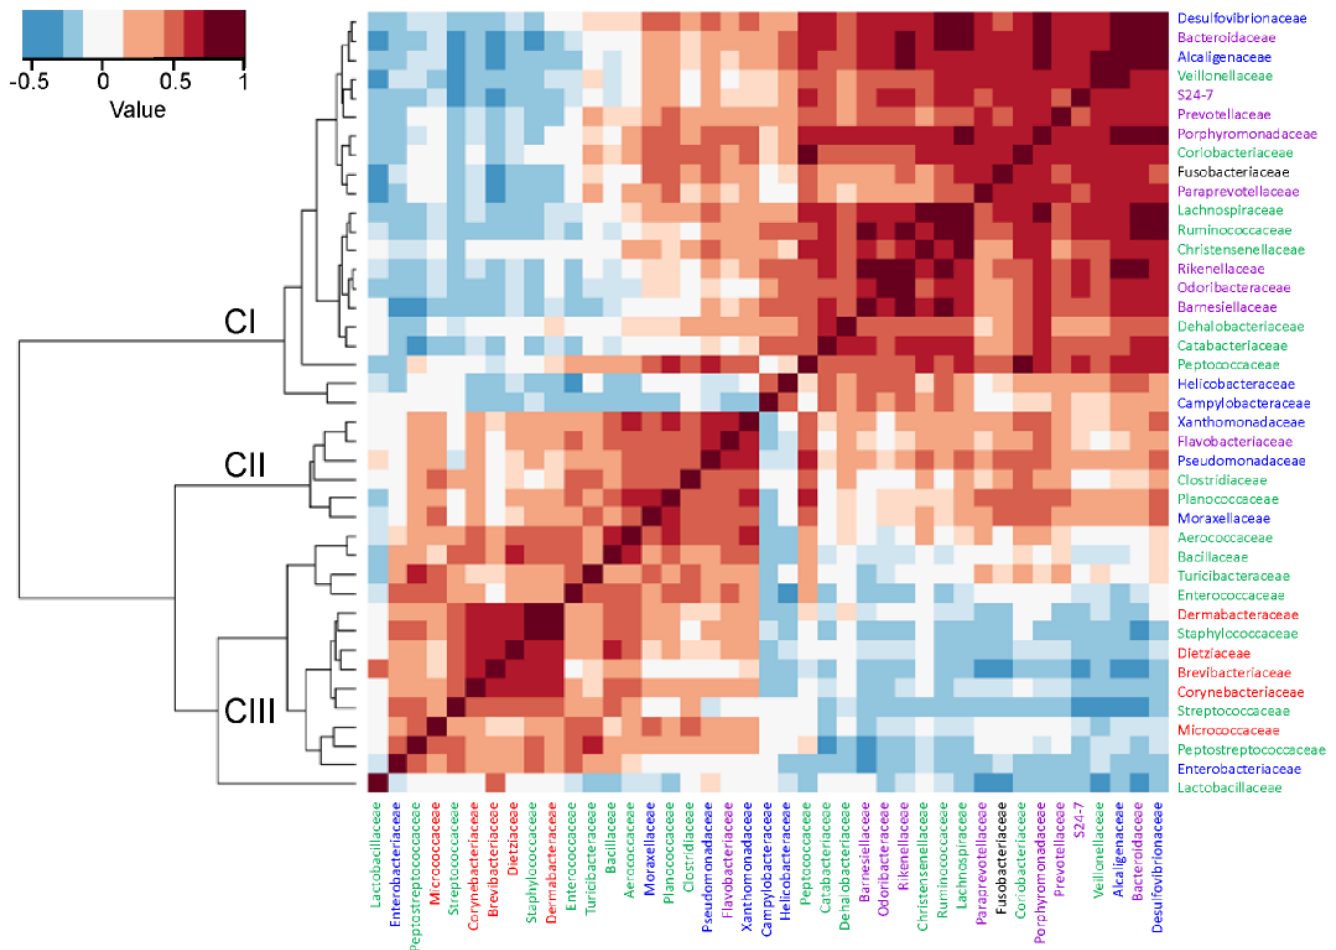 -0.5 0 0.5 1
Value
CI
CII
CIII
Desulfovibrionaceae
Bacteroidaceae
Alcaligenaceae
Veillonellaceae
S24-7
Prevotellaceae
Porphyromonadaceae
Coriobacteriaceae
Fusobacteriaceae
Paraprevotellaceae
Lachnospiraceae
Ruminococcaceae
Christensenellaceae
Rikenellaceae
Odoribacteraceae
Barnesiellaceae
Dehalobacteriaceae
Catabacteriaceae
Peptococcaceae
Helicobacteraceae
Campylobacteraceae
Xanthomonadaceae
Flavobacteriaceae
Pseudomonadaceae
Clostridiaceae
Planococcaceae
Moraxellaceae
Aerococcaceae
Bacillaceae
Turicibacteraceae
Enterococcaceae
Dermabacteraceae
Staphylococcaceae
Dietziaceae
Brevibacteriaceae
Corynebacteriaceae
Streptococcaceae
Micrococcaceae
Peptostreptococcaceae
Enterobacteriaceae
Lactobacillaceae
Lactobacillaceae
Enterobacteriaceae
Peptostreptococcaceae
Micrococcaceae
Streptococcaceae
Corynebacteriaceae
Brevibacteriaceae
Dietziaceae
Staphylococcaceae
Dermabacteraceae
Enterococcaceae
Turicibacteraceae
Bacillaceae
Aerococcaceae
Moraxellaceae
Planococcaceae
Clostridiaceae
Pseudomonadaceae
Flavobacteriaceae
Xanthomonadaceae
Campylobacteraceae
Helicobacteraceae
Peptococcaceae
Catabacteriaceae
Dehalobacteriaceae
Barnesiellaceae
Odoribacteraceae
Rikenellaceae
Christensenellaceae
Ruminococcaceae
Lachnospiraceae
Paraprevotellaceae
Fusobacteriaceae
Coriobacteriaceae
Porphyromonadaceae
Prevotellaceae
S24-7
Veillonellaceae
Alcaligenaceae
Bacteroidaceae
Desulfovibrionaceae